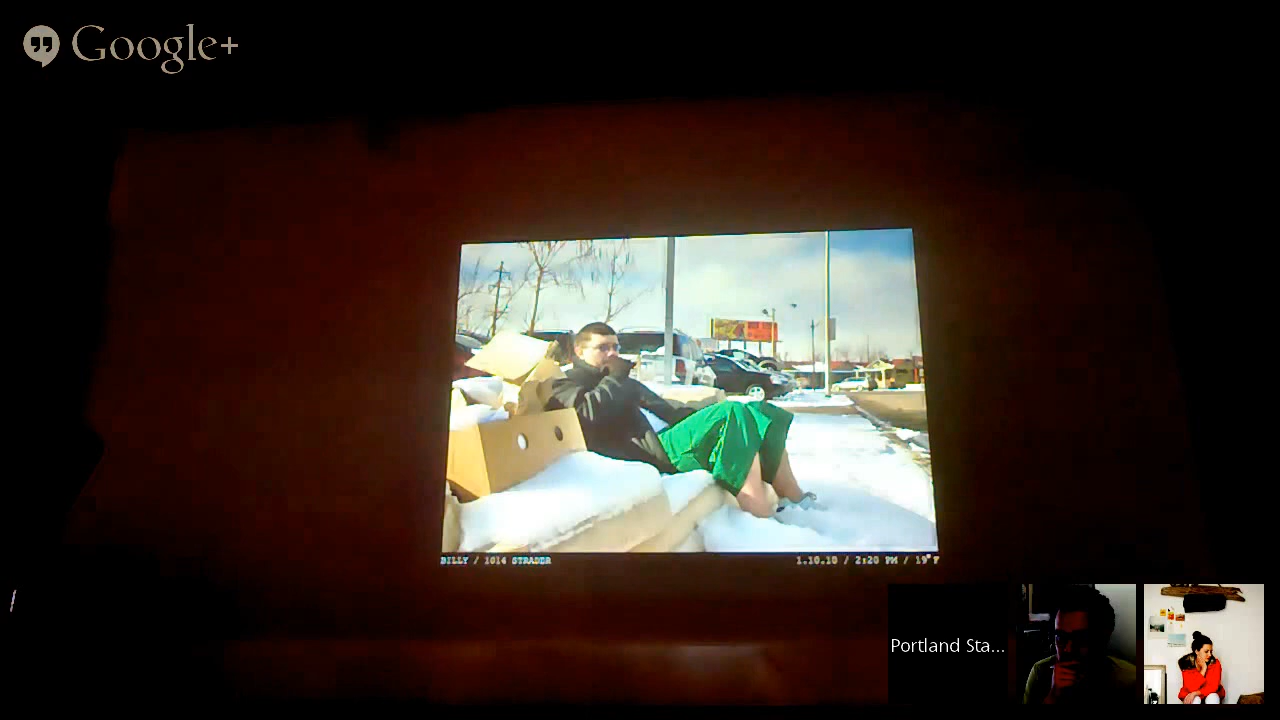 Google+
BILLY / 1014 STRADER
1.10.10 / 2:20 PM / 19°F
Portland Sta...